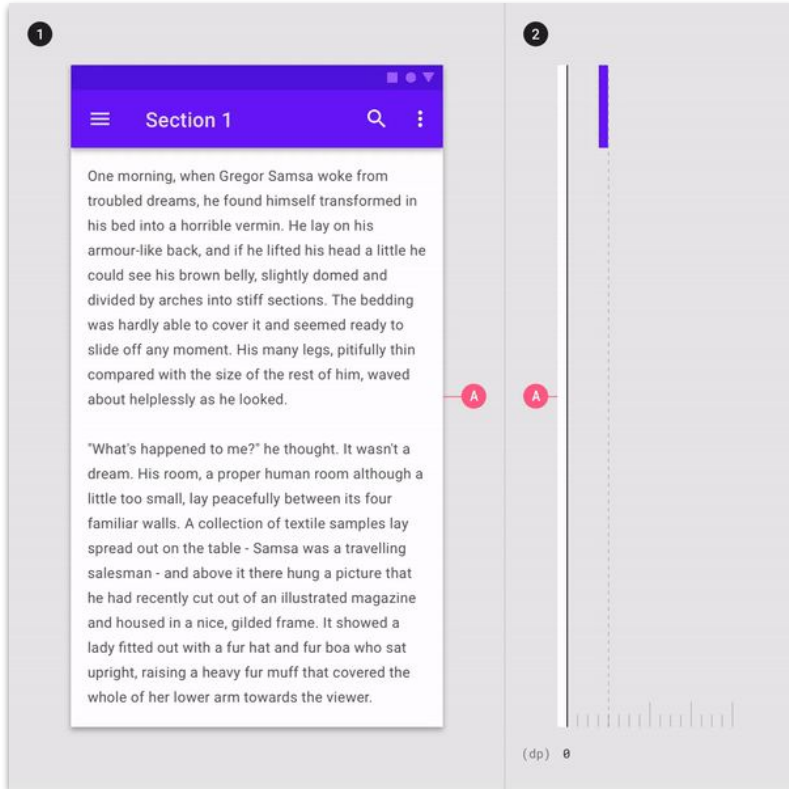 1
Section 1
One morning, when Gregor Samsa woke from
troubled dreams, he found himself transformed in
his bed into a horrible vermin. He lay on his
armour-like back, and if he lifted his head a little he
could see his brown belly, slightly domed and
divided by arches into stiff sections. The bedding
was hardly able to cover it and seemed ready to
slide off any moment. His many legs, pitifully thin
compared with the size of the rest of him, waved
about helplessly as he looked.
"What's happened to me?" he thought. It wasn't a
dream. His room, a proper human room although a
little too small, lay peacefully between its four
familiar walls. A collection of textile samples lay
spread out on the table - Samsa was a travelling
salesman - and above it there hung a picture that
he had recently cut out of an illustrated magazine
and housed in a nice, gilded frame. It showed a
lady fitted out with a fur hat and fur boa who sat
upright, raising a heavy fur muff that covered the
whole of her lower arm towards the viewer.
A
2
A
(dp) 0